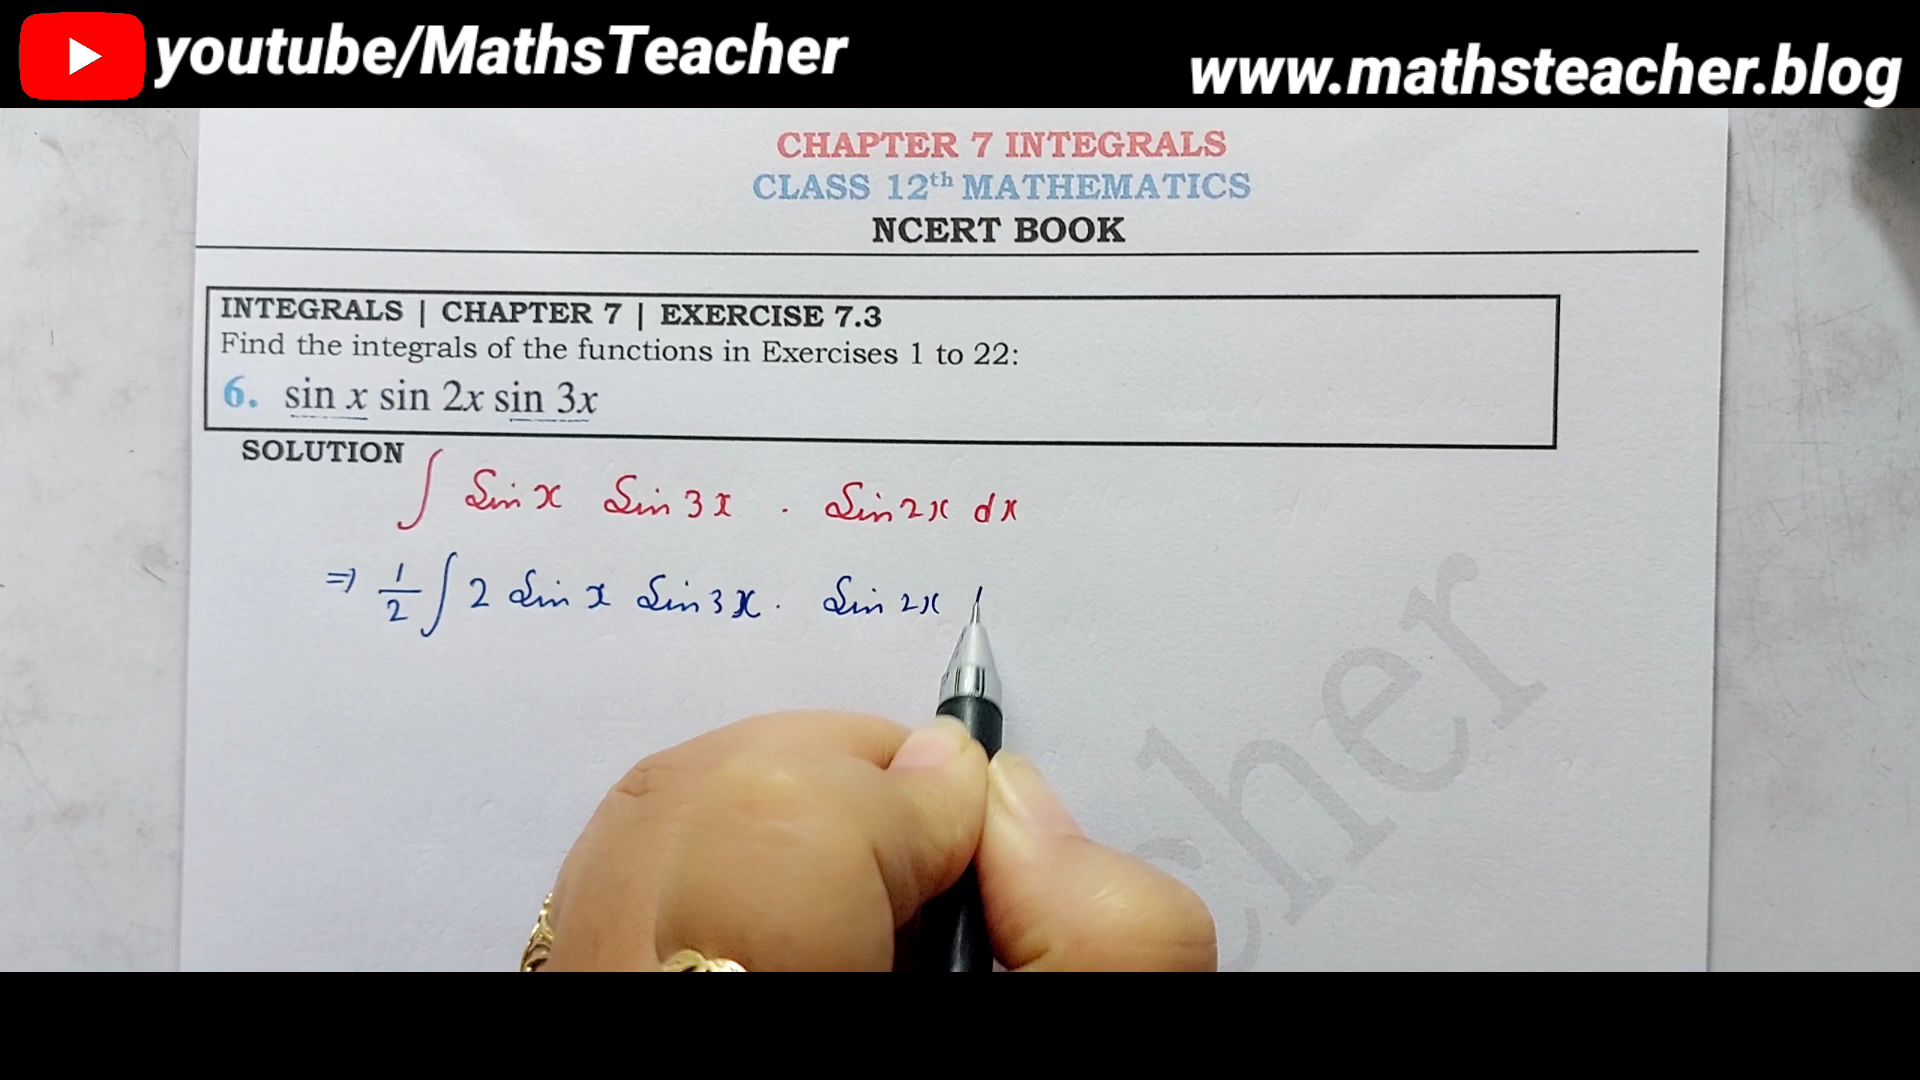 youtube/MathsTeacher
www.mathsteacher.blog
CHAPTER 7 INTEGRALS
CLASS 12th MATHEMATICS
NCERT BOOK
INTEGRALS | CHAPTER 7 | EXERCISE 7.3
Find the integrals of the functions in Exercises 1 to 22:
6. sin x sin 2x sin 3x
SOLUTION
∫ Sin x Sin 3x . Sin 2x dx
⇒ 1/2 ∫ 2 Sin x Sin 3x . Sin 2x
cher